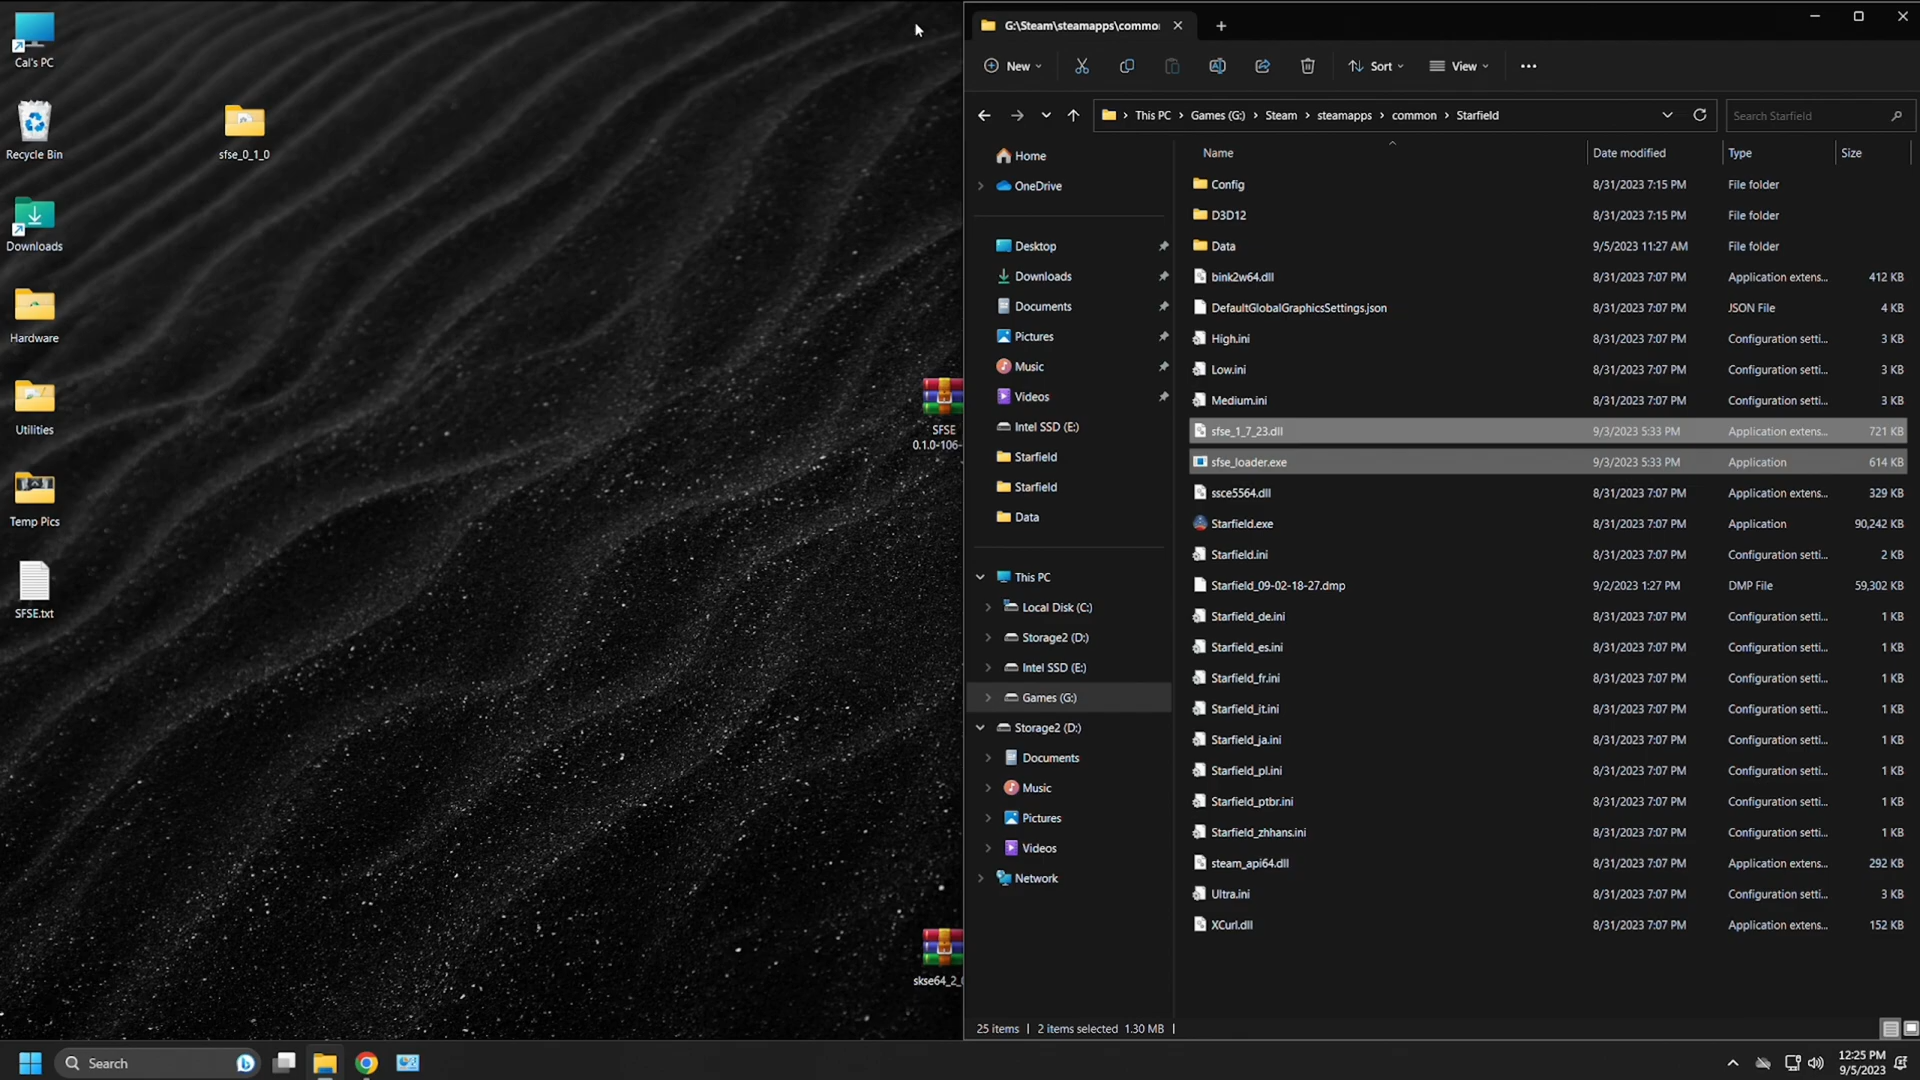 Cal's PC
Recycle Bin
sfse_0_1_0
Downloads
Hardware
Utilities
Temp Pics
SFSE.txt
SFSE
0.1.0-106-
skse64_2_
G:\Steam\steamapps\commo
New
Sort
View
This PC > Games (G:) > Steam > steamapps > common > Starfield
Search Starfield
Home
OneDrive
Desktop
Downloads
Documents
Pictures
Music
Videos
Intel SSD (E:)
Starfield
Starfield
Data
This PC
Local Disk (C:)
Storage2 (D:)
Intel SSD (E:)
Games (G:)
Storage2 (D:)
Documents
Music
Pictures
Videos
Network
Name Date modified Type Size
Config 8/31/2023 7:15 PM File folder
D3D12 8/31/2023 7:15 PM File folder
Data 9/5/2023 11:27 AM File folder
bink2w64.dll 8/31/2023 7:07 PM Application extens... 412 KB
DefaultGlobalGraphicsSettings.json 8/31/2023 7:07 PM JSON File 4 KB
High.ini 8/31/2023 7:07 PM Configuration setti... 3 KB
Low.ini 8/31/2023 7:07 PM Configuration setti... 3 KB
Medium.ini 8/31/2023 7:07 PM Configuration setti... 3 KB
sfse_1_7_23.dll 9/3/2023 5:33 PM Application extens... 721 KB
sfse_loader.exe 9/3/2023 5:33 PM Application 614 KB
ssce5564.dll 8/31/2023 7:07 PM Application extens... 329 KB
Starfield.exe 8/31/2023 7:07 PM Application 90,242 KB
Starfield.ini 8/31/2023 7:07 PM Configuration setti... 2 KB
Starfield_09-02-18-27.dmp 9/2/2023 1:27 PM DMP File 59,302 KB
Starfield_de.ini 8/31/2023 7:07 PM Configuration setti... 1 KB
Starfield_es.ini 8/31/2023 7:07 PM Configuration setti... 1 KB
Starfield_fr.ini 8/31/2023 7:07 PM Configuration setti... 1 KB
Starfield_it.ini 8/31/2023 7:07 PM Configuration setti... 1 KB
Starfield_ja.ini 8/31/2023 7:07 PM Configuration setti... 1 KB
Starfield_pl.ini 8/31/2023 7:07 PM Configuration setti... 1 KB
Starfield_ptbr.ini 8/31/2023 7:07 PM Configuration setti... 1 KB
Starfield_zhhans.ini 8/31/2023 7:07 PM Configuration setti... 1 KB
steam_api64.dll 8/31/2023 7:07 PM Application extens... 292 KB
Ultra.ini 8/31/2023 7:07 PM Configuration setti... 3 KB
XCurl.dll 8/31/2023 7:07 PM Application extens... 152 KB
25 items | 2 items selected 1.30 MB |
Search
12:25 PM
9/5/2023